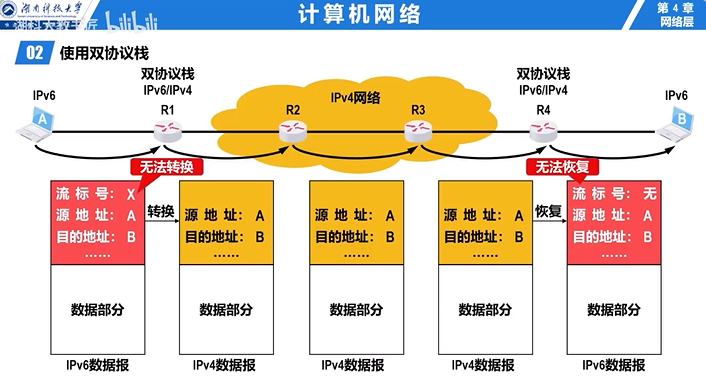 湖南科技大学
计算机网络
第 4 章
网络层
bilibili
02 使用双协议栈
双协议栈
IPv6/IPv4
双协议栈
IPv6/IPv4
IPv6
R1
IPv4网络
R2
R3
R4
IPv6
A
B
无法转换
无法恢复
流标号: X
源地址: A
目的地址: B
……
数据部分
IPv6数据报
转换
源地址: A
目的地址: B
……
数据部分
IPv4数据报
源地址: A
目的地址: B
……
数据部分
IPv4数据报
源地址: A
目的地址: B
……
数据部分
IPv4数据报
恢复
流标号: 无
源地址: A
目的地址: B
……
数据部分
IPv6数据报